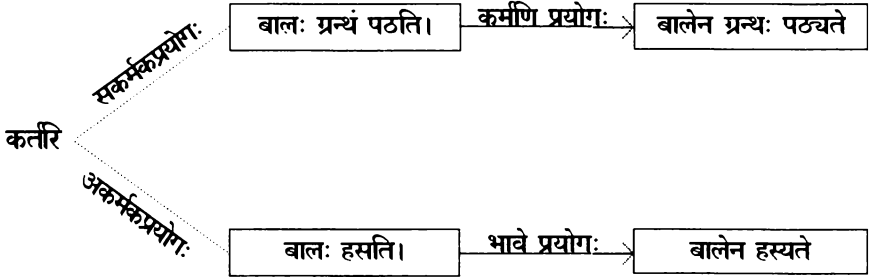 सकर्मकप्रयोगः
बालः ग्रन्थं पठति।
कर्मणि प्रयोगः
बालेन ग्रन्थः पठ्यते
कर्तरि
अकर्मकप्रयोगः
बालः हसति।
भावे प्रयोगः
बालेन हस्यते